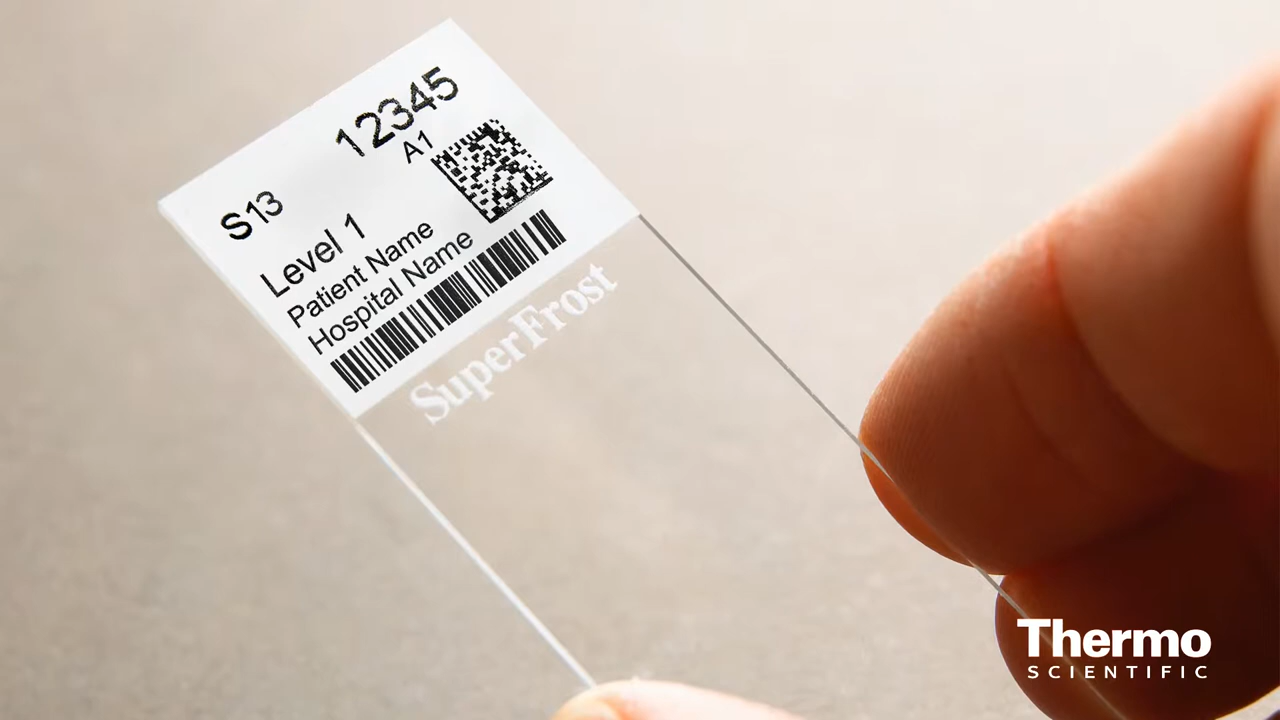 S13 12345
A1
Level 1
Patient Name
Hospital Name
SuperFrost
Thermo
SCIENTIFIC